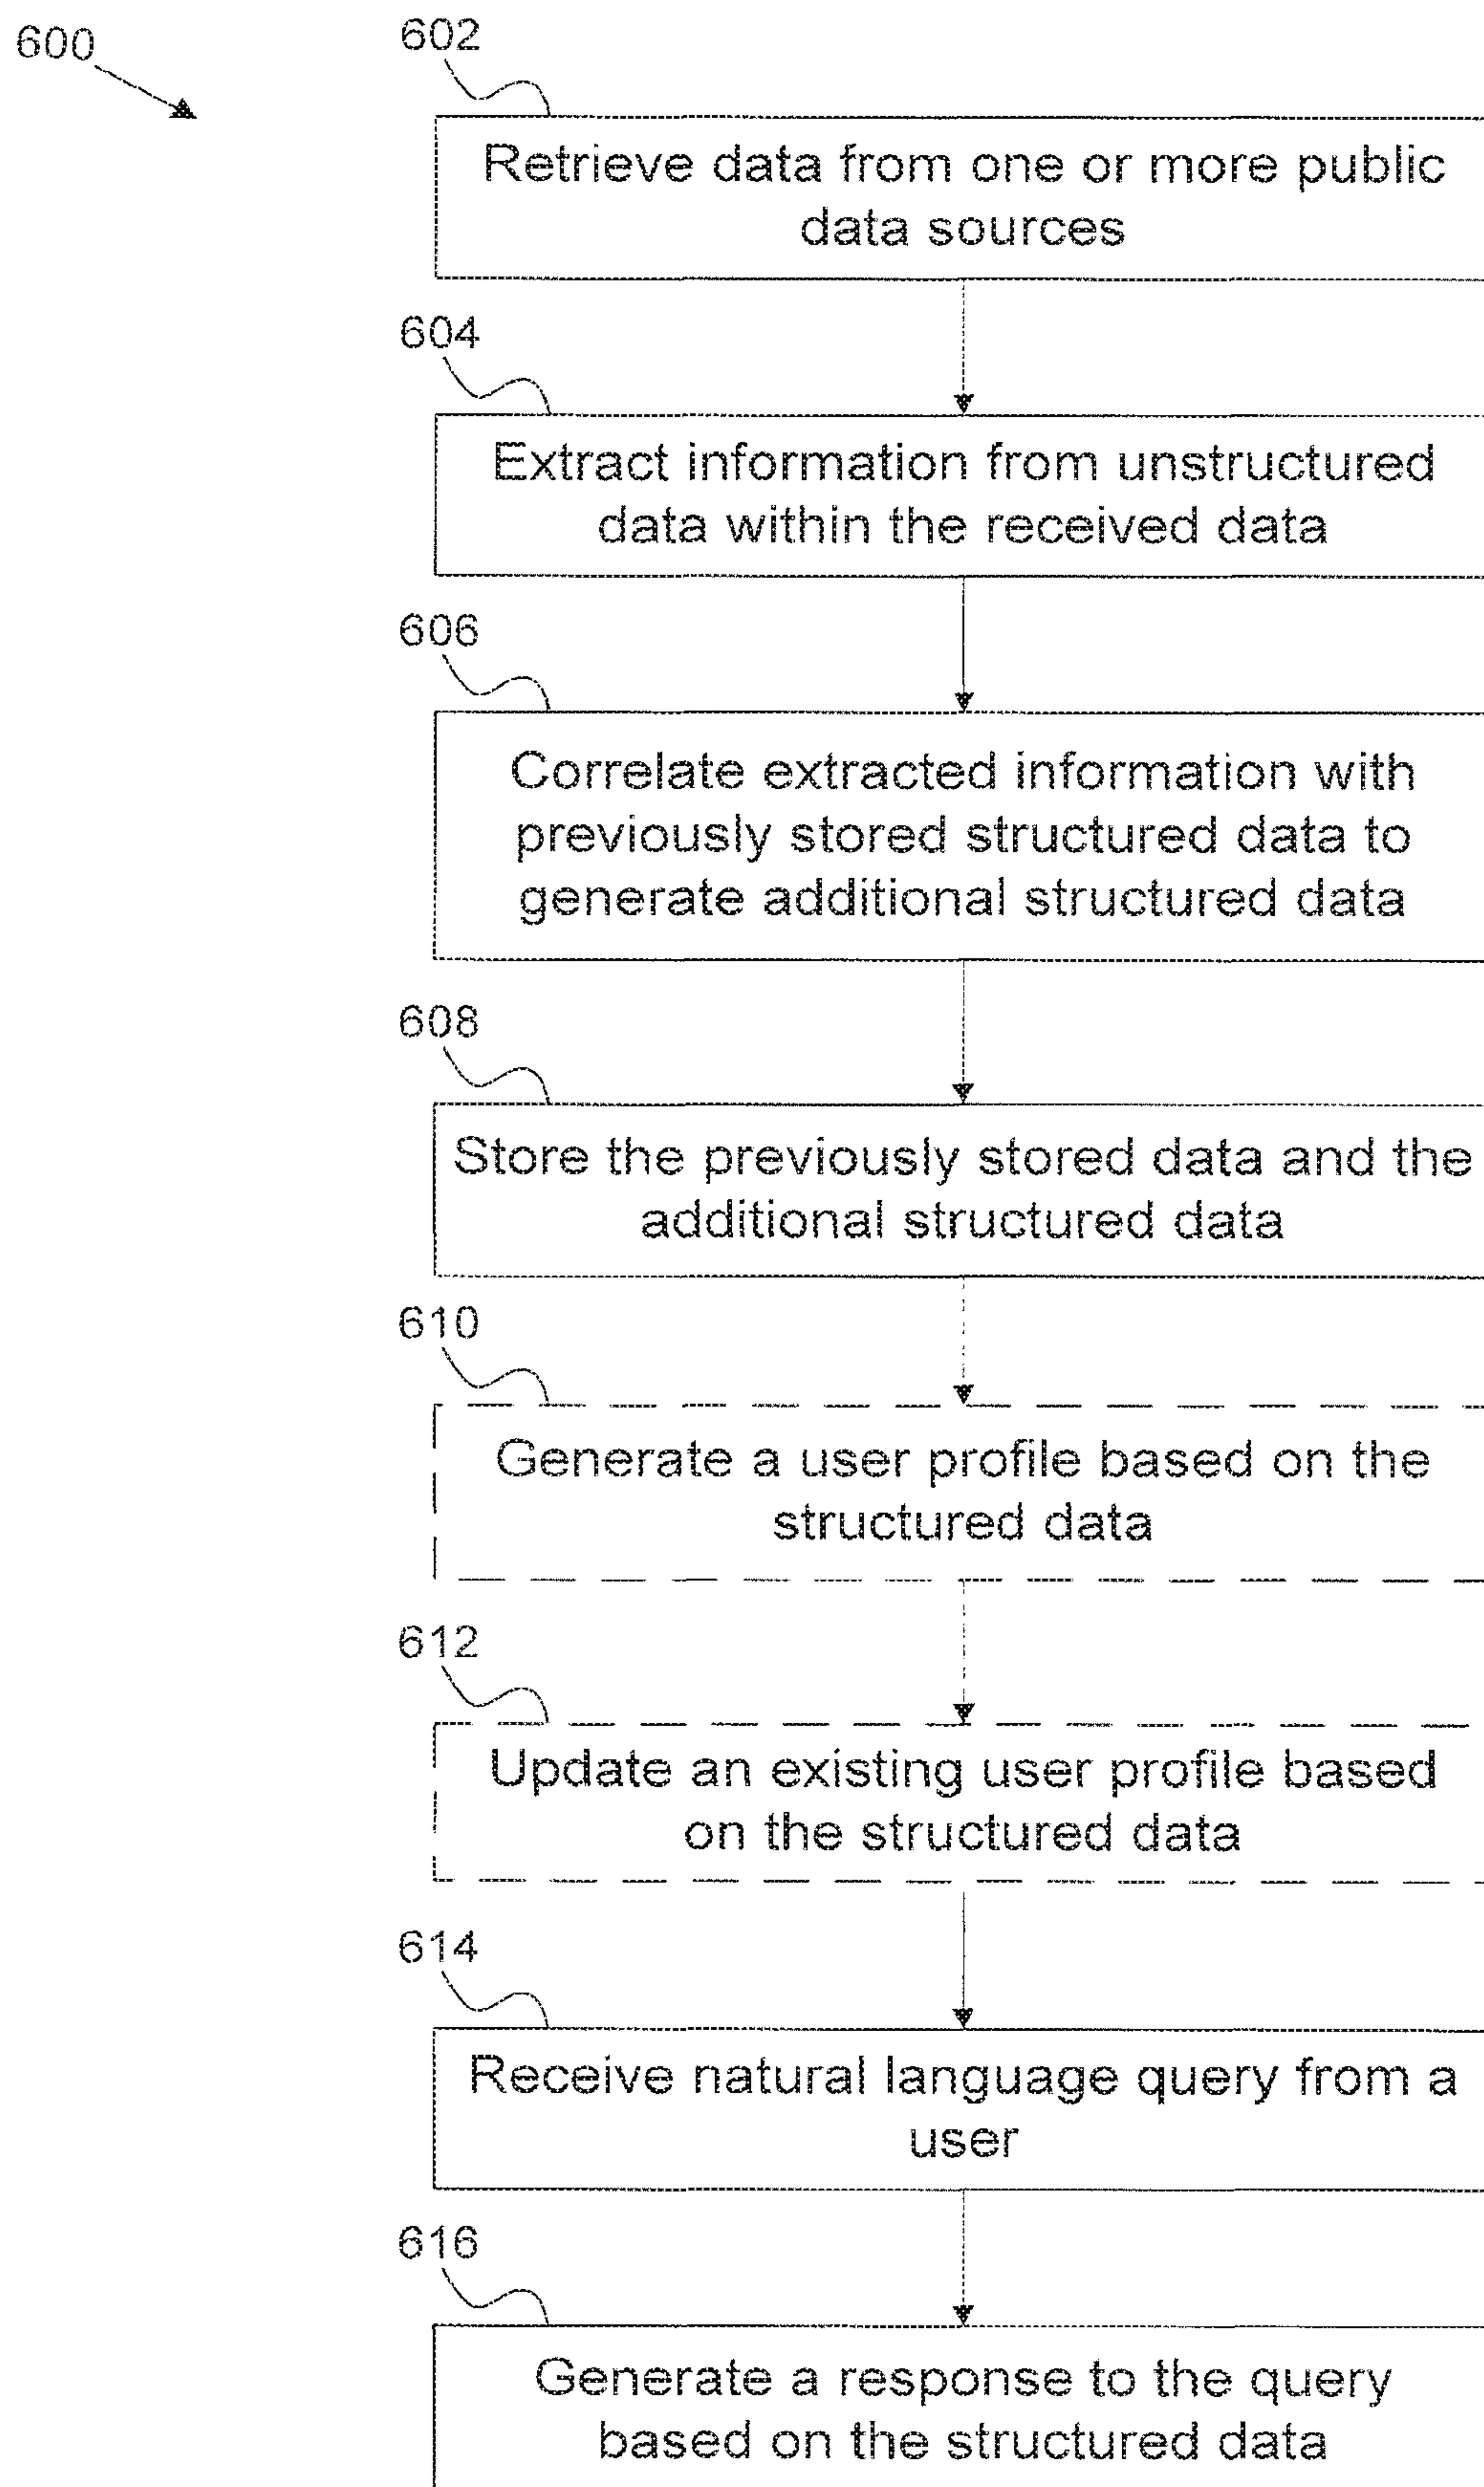 600
602
Retrieve data from one or more public
data sources
604
Extract information from unstructured
data within the received data
606
Correlate extracted information with
previously stored structured data to
generate additional structured data
608
Store the previously stored data and the
additional structured data
610
Generate a user profile based on the
structured data
612
Update an existing user profile based
on the structured data
614
Receive natural language query from a
user
616
Generate a response to the query
based on the structured data